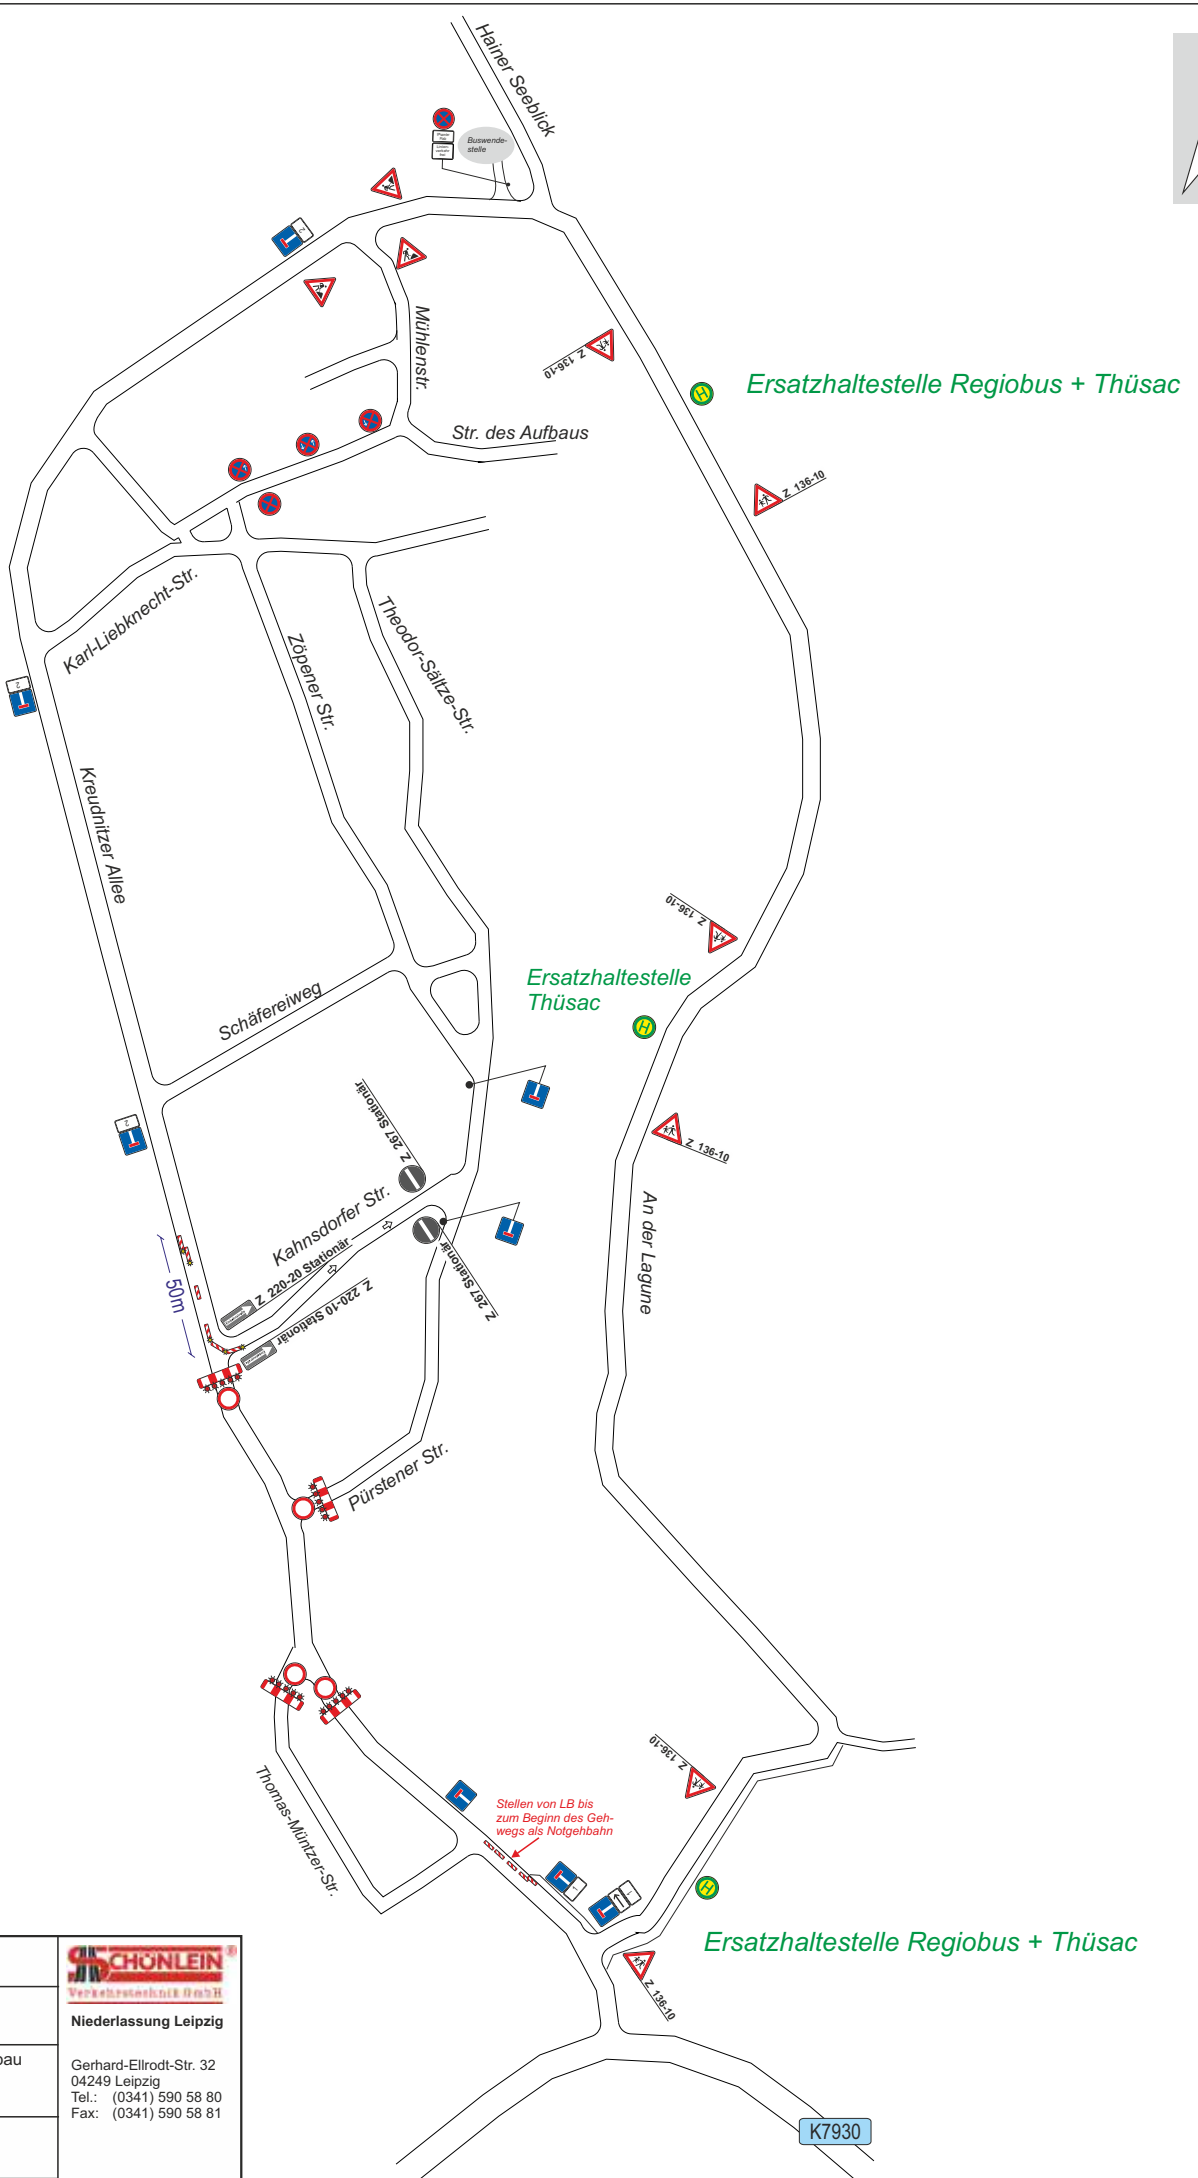 Hainer Seeblick
Buswende-
stelle
2
Mühlenstr.
Z 136-10
H
Ersatzhaltestelle Regiobus + Thüsac
Str. des Aufbaus
Z 136-10
Karl-Liebknecht-Str.
Zöpener Str.
Theodor-Sältze-Str.
2
Kreudnitzer Allee
Z 136-10
Ersatzhaltestelle
Thüsac
H
Schäfereiweg
Z 267 Stationär
2
Z 136-10
Kahnsdorfer Str.
An der Lagune
Z 220-20 Stationär
Z 267 Stationär
50m
Z 220-10 Stationär
Pürstener Str.
Z 136-10
Thomas-Müntzer-Str.
Stellen von LB bis
zum Beginn des Geh-
wegs als Notgehbahn
H
Ersatzhaltestelle Regiobus + Thüsac
Z 136-10
SCHÖNLEIN®
Verkehrstechnik GmbH
Niederlassung Leipzig
bau
Gerhard-Ellrodt-Str. 32
04249 Leipzig
Tel.: (0341) 590 58 80
Fax: (0341) 590 58 81
K7930